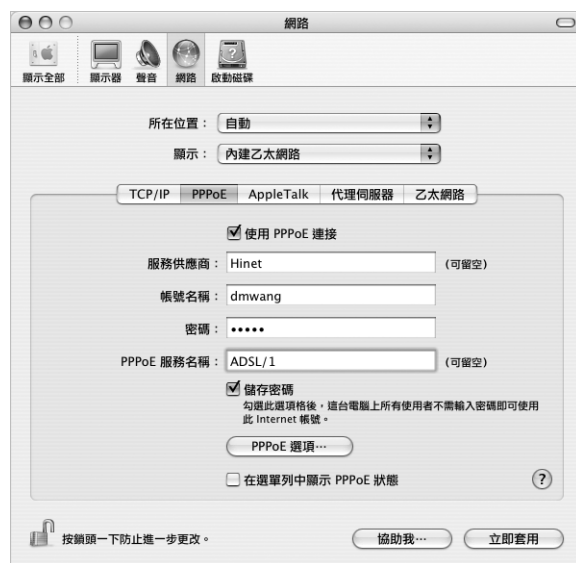 網路
顯示全部 顯示器 聲音 網路 啟動磁碟
所在位置： 自動
顯示： 內建乙太網路
TCP/IP PPPoE AppleTalk 代理伺服器 乙太網路
使用 PPPoE 連接
服務供應商： Hinet (可留空)
帳號名稱： dmwang
密碼： •••••
PPPoE 服務名稱： ADSL/1 (可留空)
儲存密碼
勾選此選項格後，這台電腦上所有使用者不需輸入密碼即可使用
此 Internet 帳號。
PPPoE 選項…
在選單列中顯示 PPPoE 狀態
?
按鎖頭一下防止進一步更改。 協助我… 立即套用